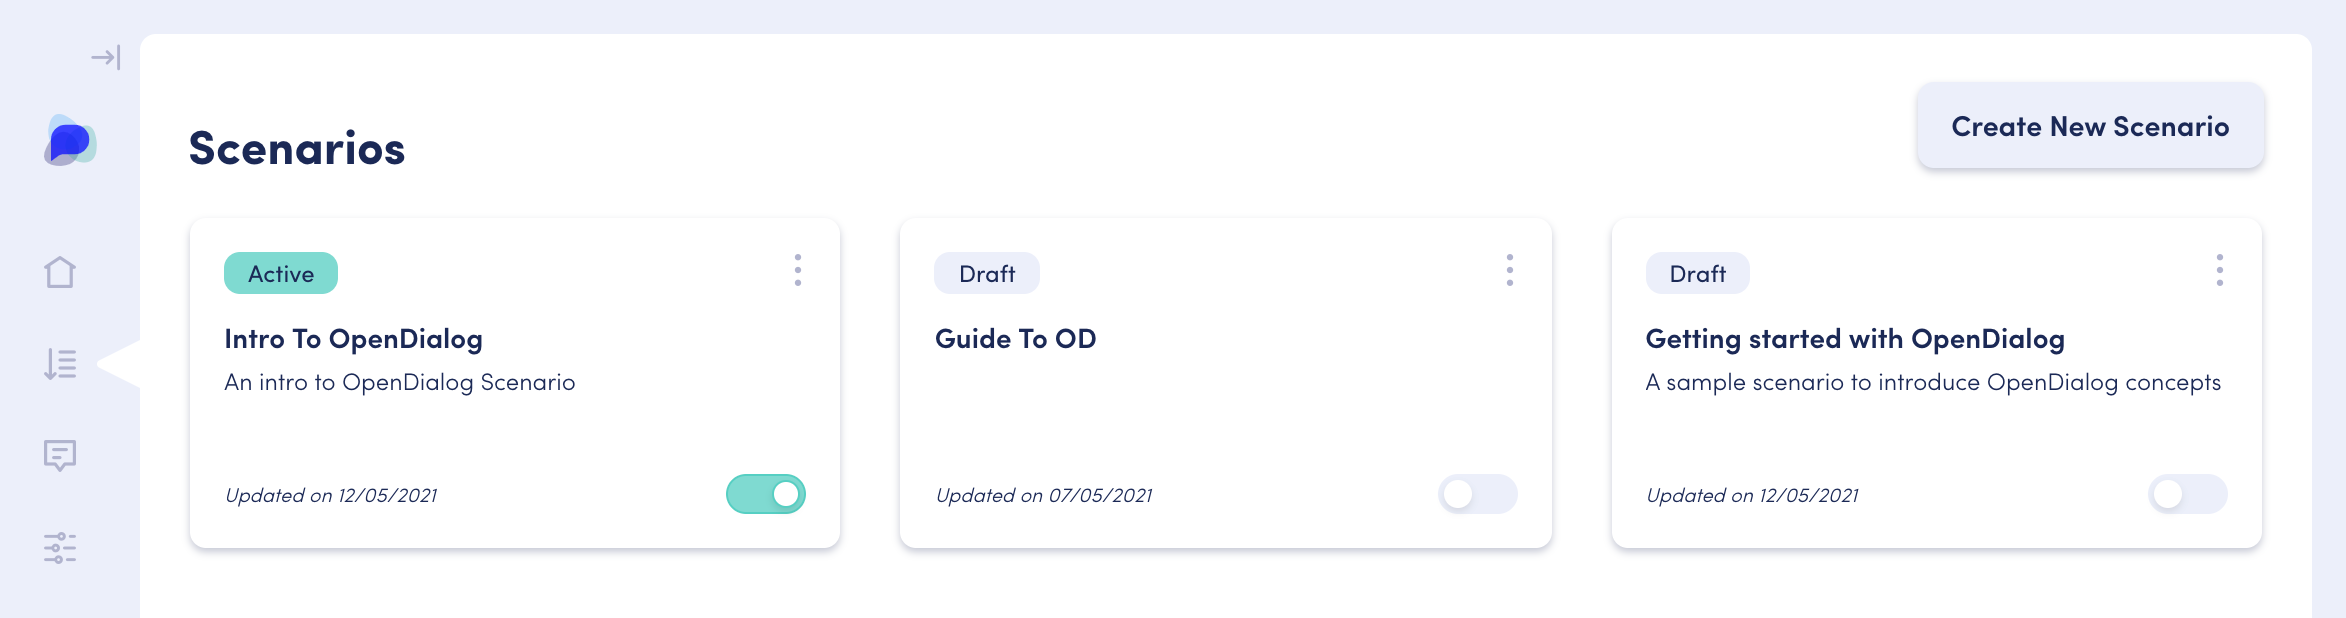 Scenarios
Create New Scenario
Active
Intro To OpenDialog
An intro to OpenDialog Scenario
Updated on 12/05/2021
Draft
Guide To OD
Updated on 07/05/2021
Draft
Getting started with OpenDialog
A sample scenario to introduce OpenDialog concepts
Updated on 12/05/2021